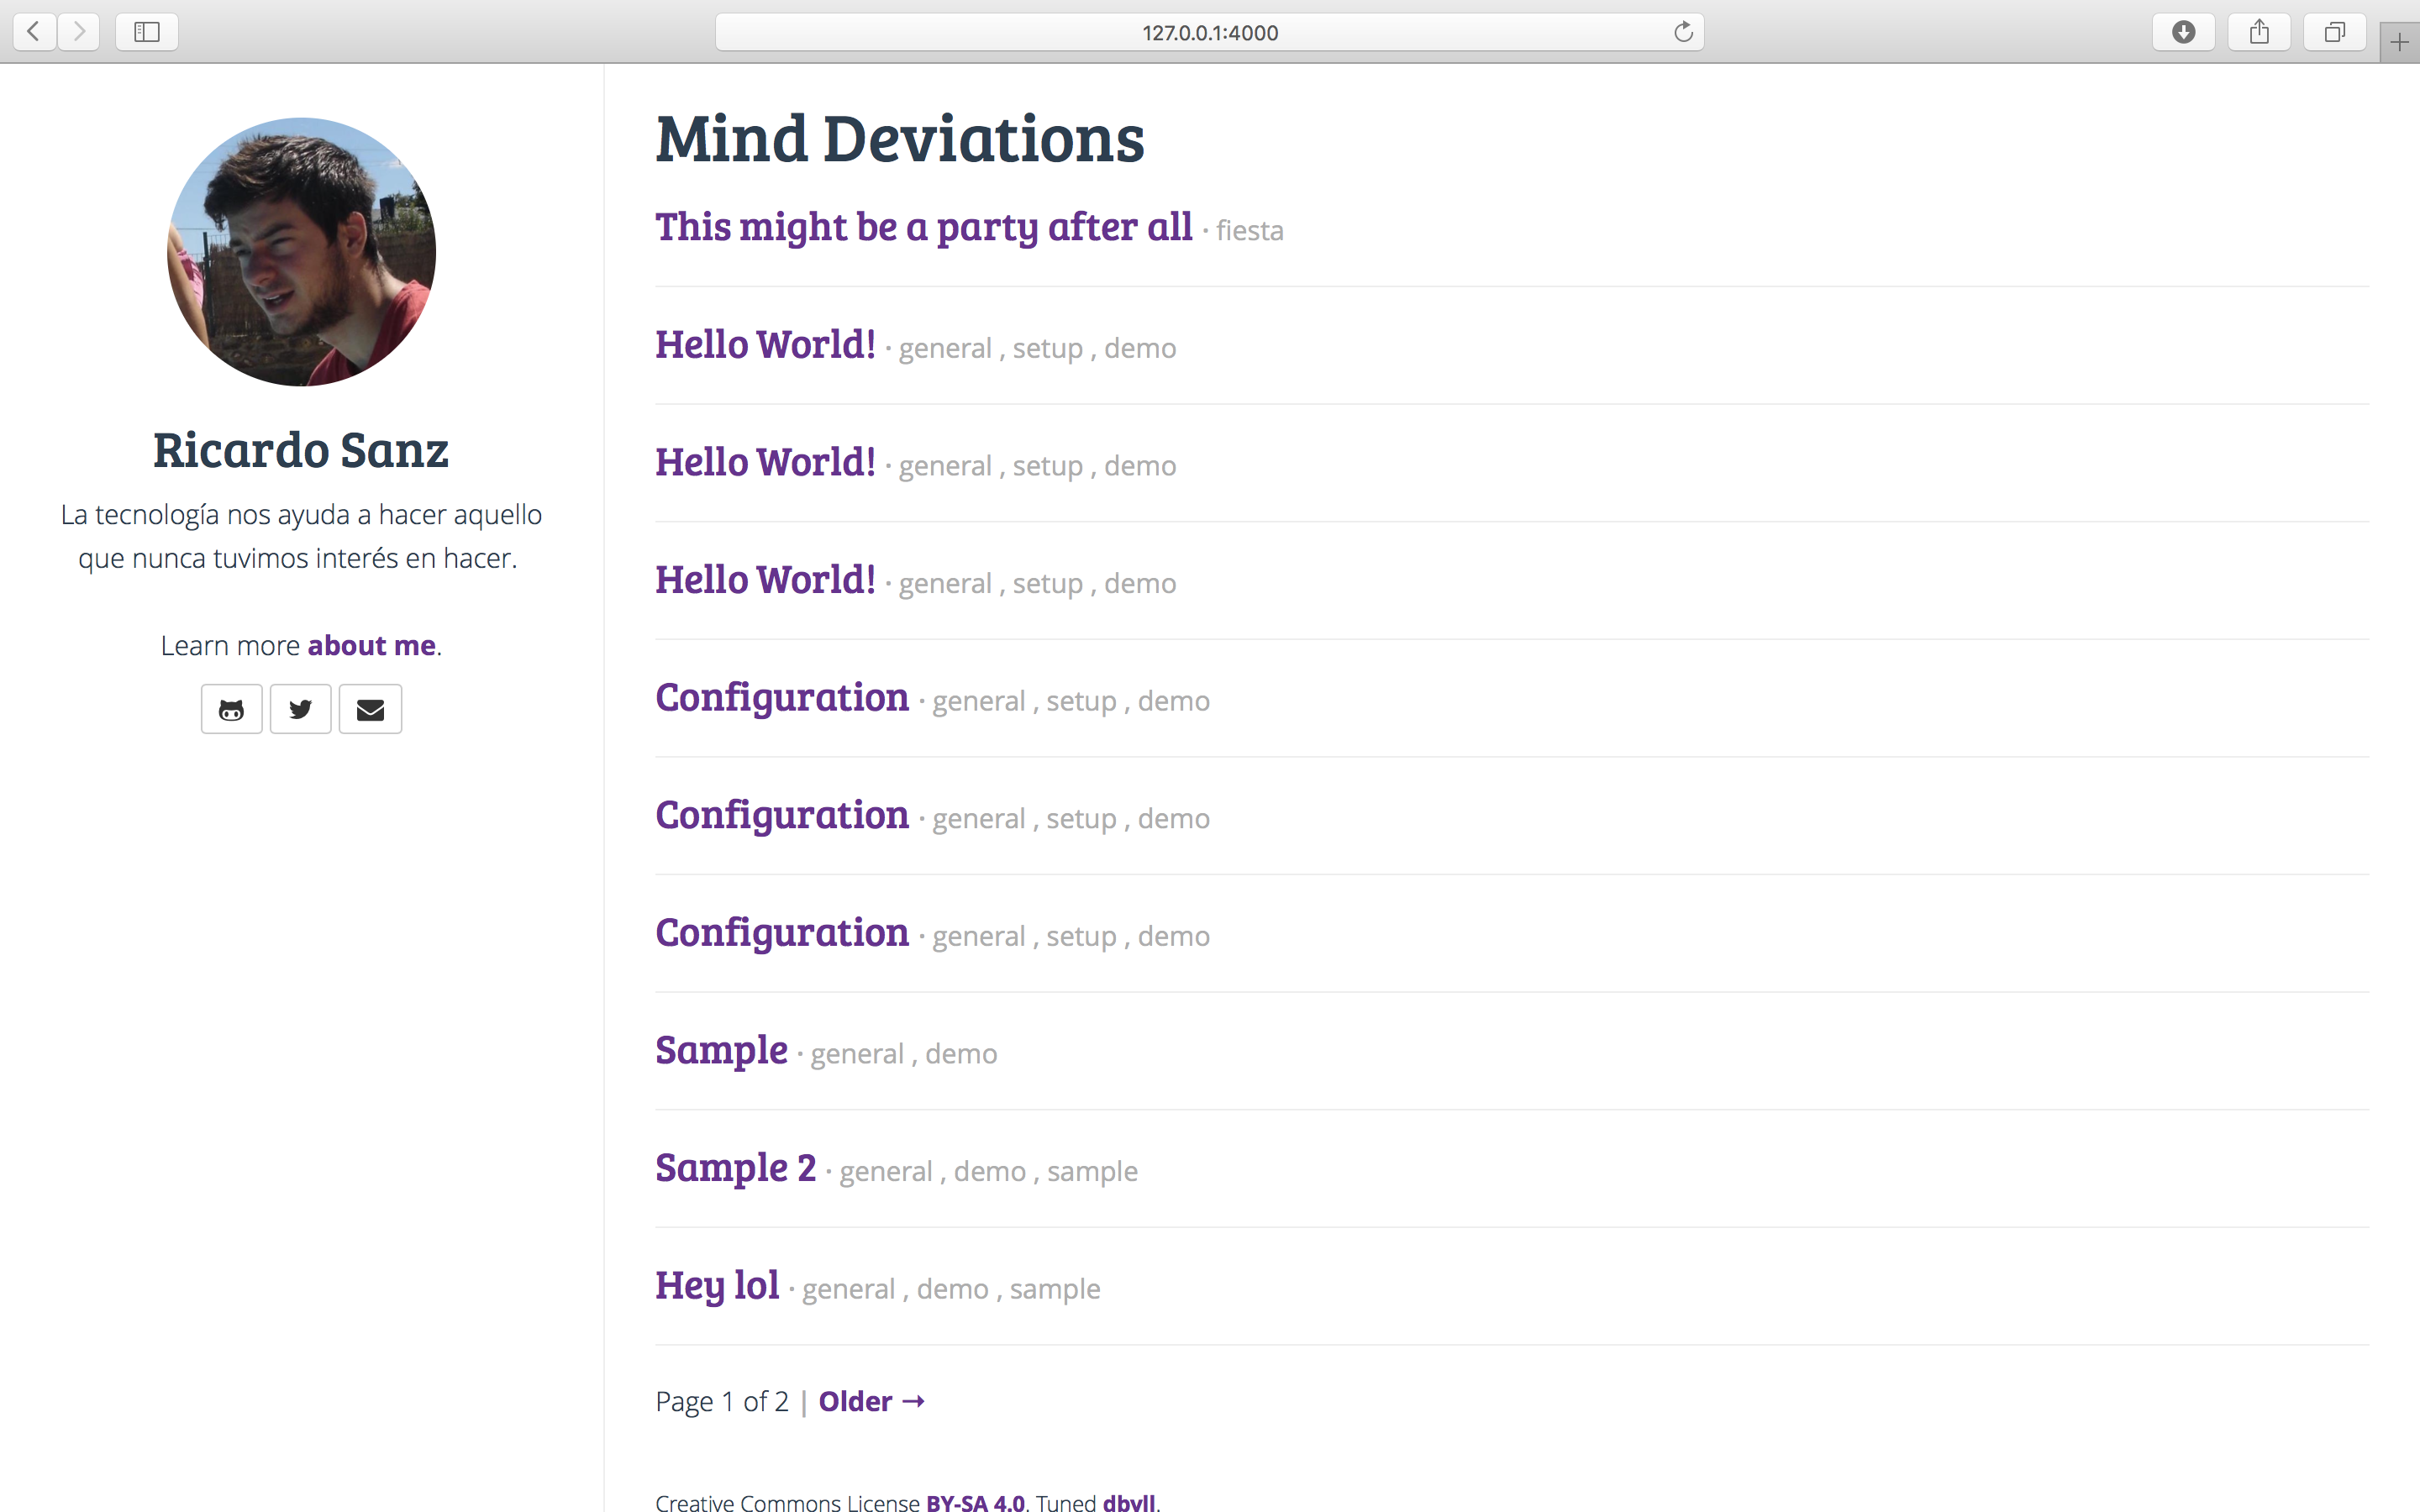 127.0.0.1:4000
Ricardo Sanz
La tecnología nos ayuda a hacer aquello
que nunca tuvimos interés en hacer.
Learn more about me.
Mind Deviations
This might be a party after all · fiesta
Hello World! · general , setup , demo
Hello World! · general , setup , demo
Hello World! · general , setup , demo
Configuration · general , setup , demo
Configuration · general , setup , demo
Configuration · general , setup , demo
Sample · general , demo
Sample 2 · general , demo , sample
Hey lol · general , demo , sample
Page 1 of 2 | Older →
Creative Commons License BY-SA 4.0. Tuned dbyll.